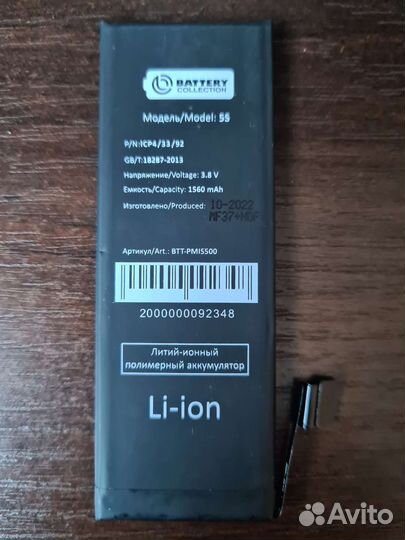 BATTERY
COLLECTION
Модель/Model: 5S
P/N:ICP4/33/92
GB/T:18287-2013
Напряжение/Voltage: 3.8 V
Емкость/Capacity: 1560 mAh
Изготовлено/Produced: 10-2022
Артикул/Art.: BTT-PMIS500
2000000092348
Литий-ионный
полимерный аккумулятор
Li-ion
Avito